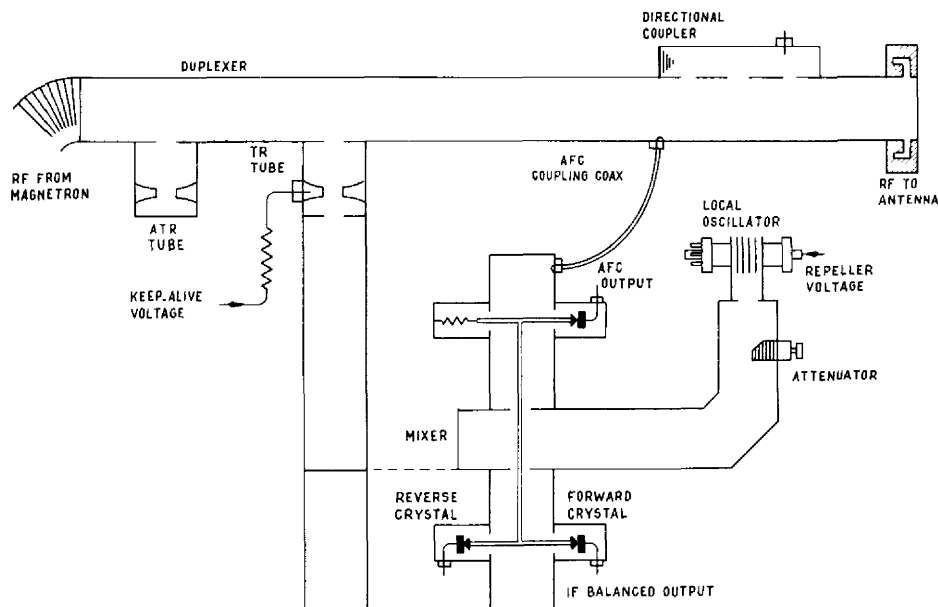 DIRECTIONAL
COUPLER
DUPLEXER
TR
TUBE
RF FROM
MAGNETRON
AFC
COUPLING COAX
RF TO
ANTENNA
ATR
TUBE
LOCAL
OSCILLATOR
AFC
OUTPUT
REPELLER
VOLTAGE
KEEP-ALIVE
VOLTAGE
ATTENUATOR
MIXER
REVERSE
CRYSTAL
FORWARD
CRYSTAL
IF BALANCED OUTPUT